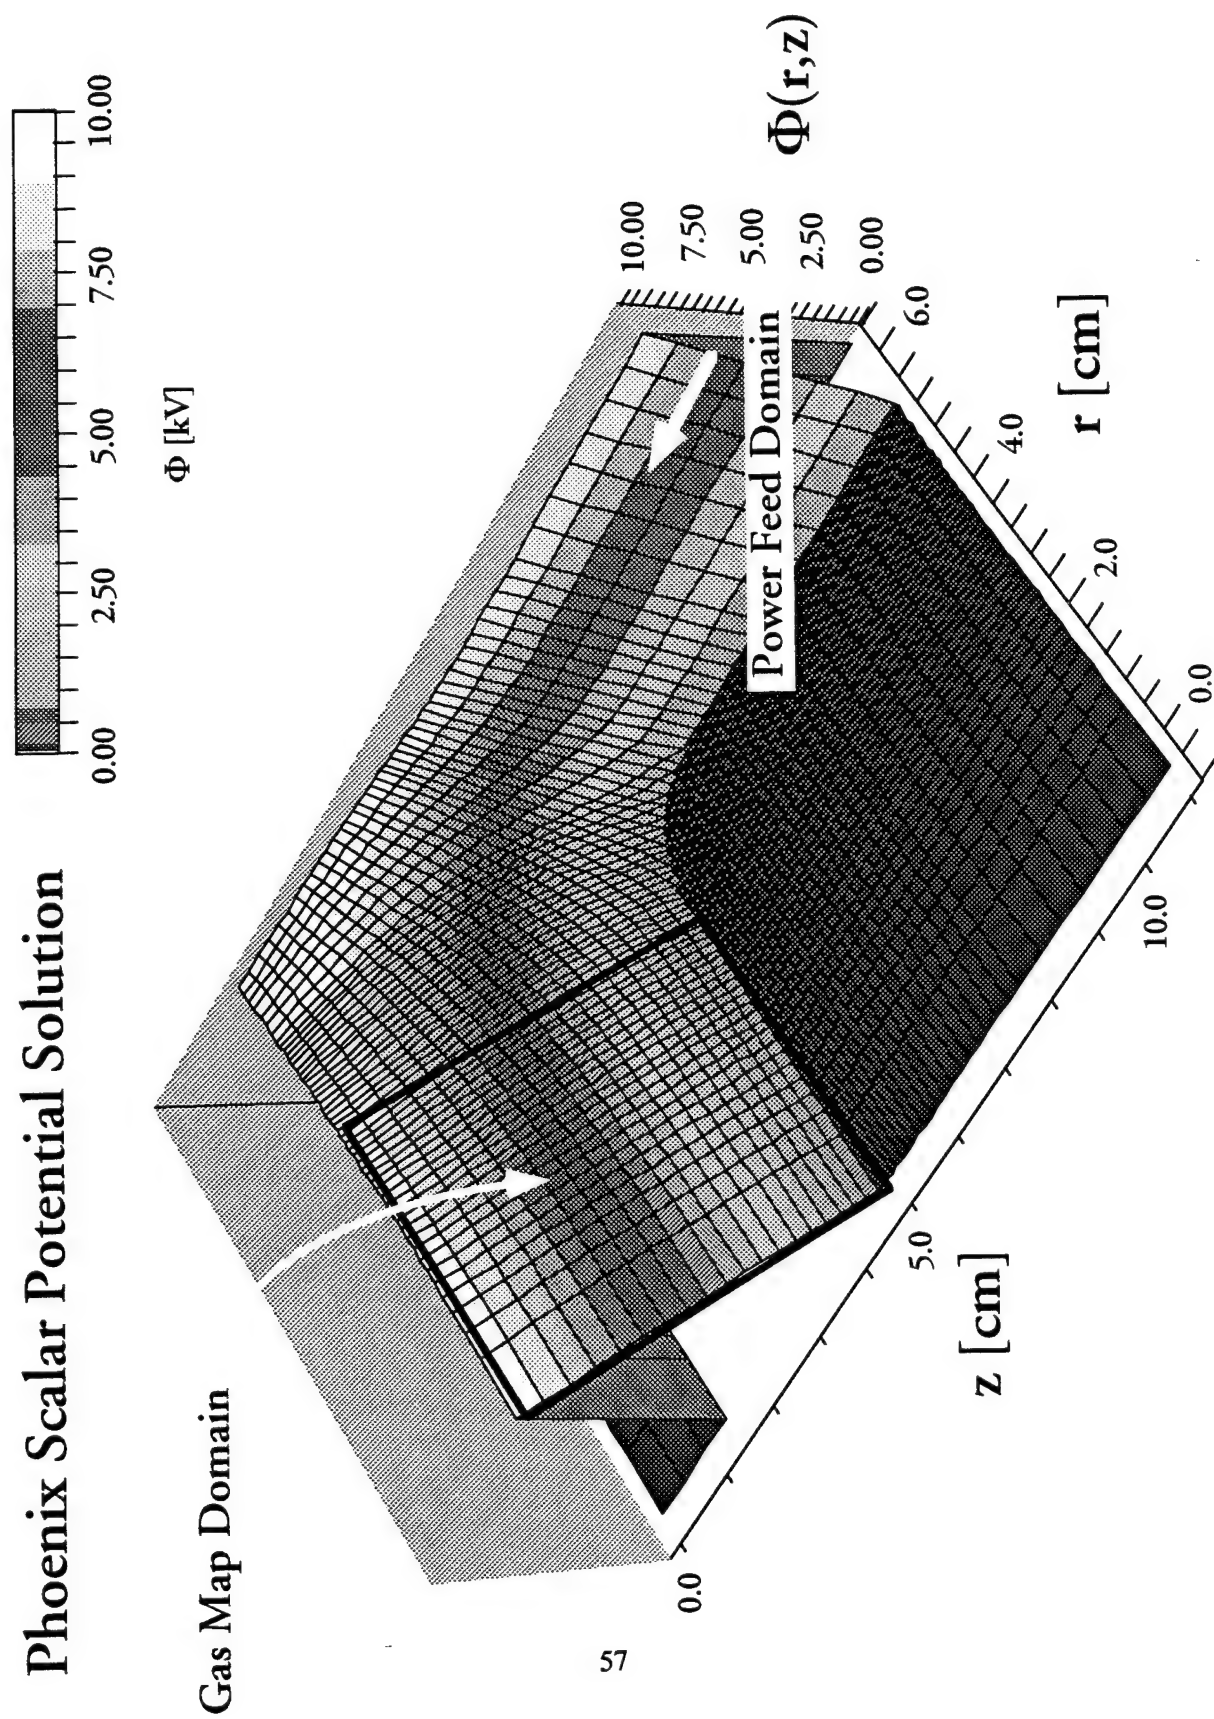 Phoenix Scalar Potential Solution
0.00 2.50 5.00 7.50 10.00
Φ [kV]
Gas Map Domain
Power Feed Domain
Φ(r,z)
10.00
7.50
5.00
2.50
0.00
0.0
5.0
10.0
z [cm]
0.0
2.0
4.0
6.0
r [cm]
57